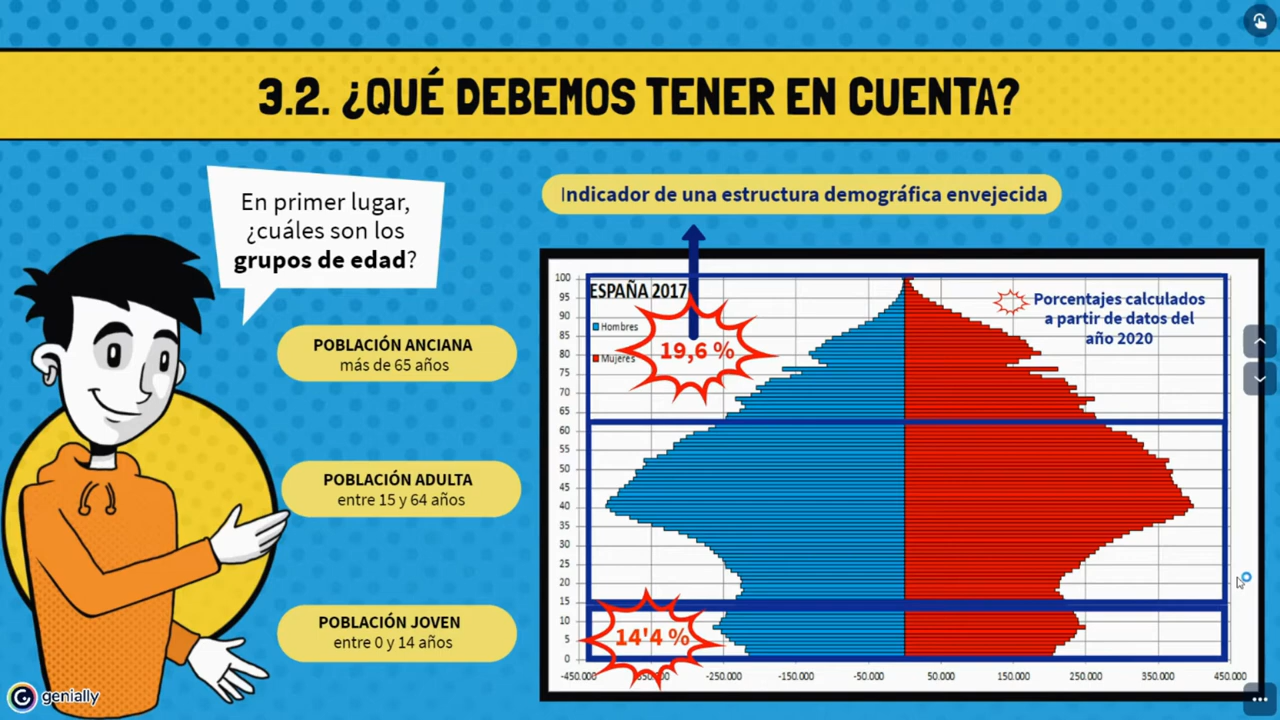 3.2. ¿QUÉ DEBEMOS TENER EN CUENTA?
En primer lugar,
¿cuáles son los
grupos de edad?
Indicador de una estructura demográfica envejecida
POBLACIÓN ANCIANA
más de 65 años
POBLACIÓN ADULTA
entre 15 y 64 años
POBLACIÓN JOVEN
entre 0 y 14 años
ESPAÑA 2017
Hombres
Mujeres
19,6 %
14'4 %
Porcentajes calculados
a partir de datos del
año 2020
100
95
90
85
80
75
70
65
60
55
50
45
40
35
30
25
20
15
10
5
0
-450.000 -250.000 -150.000 -50.000 50.000 150.000 250.000 350.000 450.000
genially